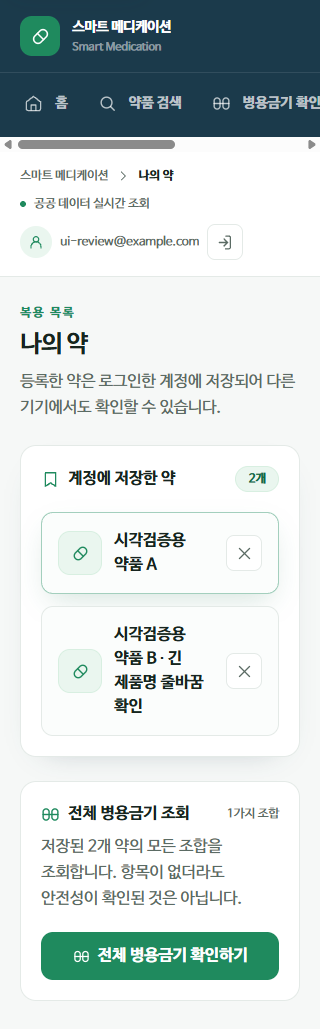 스마트 메디케이션
Smart Medication
홈 약품 검색 병용금기 확인
스마트 메디케이션 > 나의 약
공공 데이터 실시간 조회
ui-review@example.com
복용 목록
나의 약
등록한 약은 로그인한 계정에 저장되어 다른
기기에서도 확인할 수 있습니다.
계정에 저장한 약 2개
시각검증용
약품 A
시각검증용
약품 B · 긴
제품명 줄바꿈
확인
전체 병용금기 조회 1가지 조합
저장된 2개 약의 모든 조합을
조회합니다. 항목이 없더라도
안전성이 확인된 것은 아닙니다.
전체 병용금기 확인하기